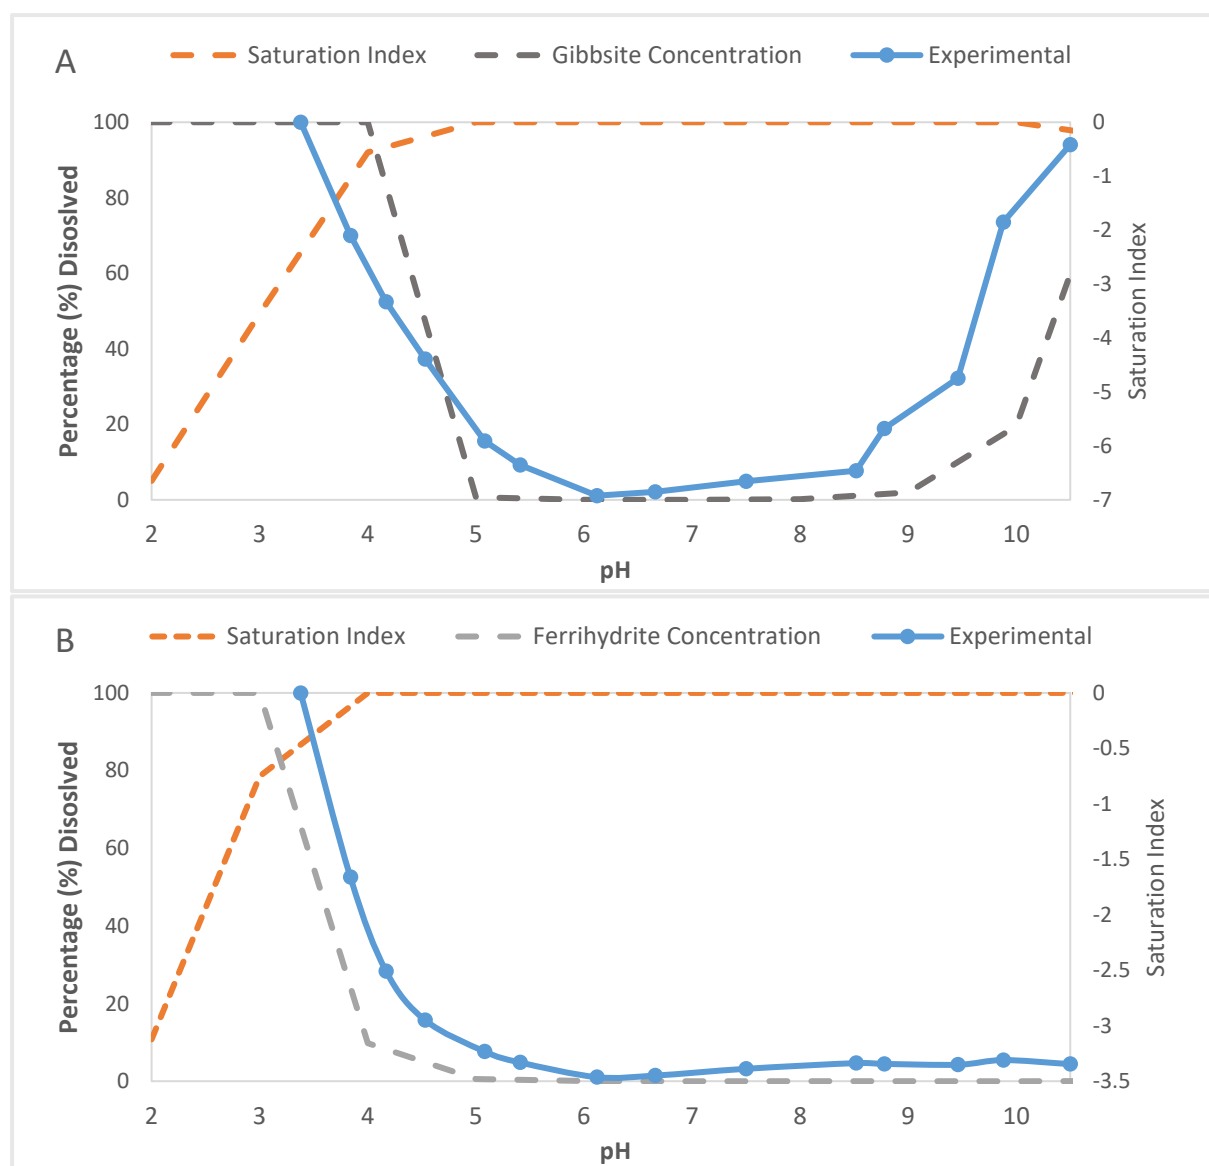 A
Saturation Index
Gibbsite Concentration
Experimental
100
80
60
40
20
0
Percentage (%) Disoslved
0
-1
-2
-3
-4
-5
-6
-7
Saturation Index
2 3 4 5 6 7 8 9 10
pH
B
Saturation Index
Ferrihydrite Concentration
Experimental
100
80
60
40
20
0
Percentage (%) Disoslved
0
-0.5
-1
-1.5
-2
-2.5
-3
-3.5
Saturation Index
2 3 4 5 6 7 8 9 10
pH